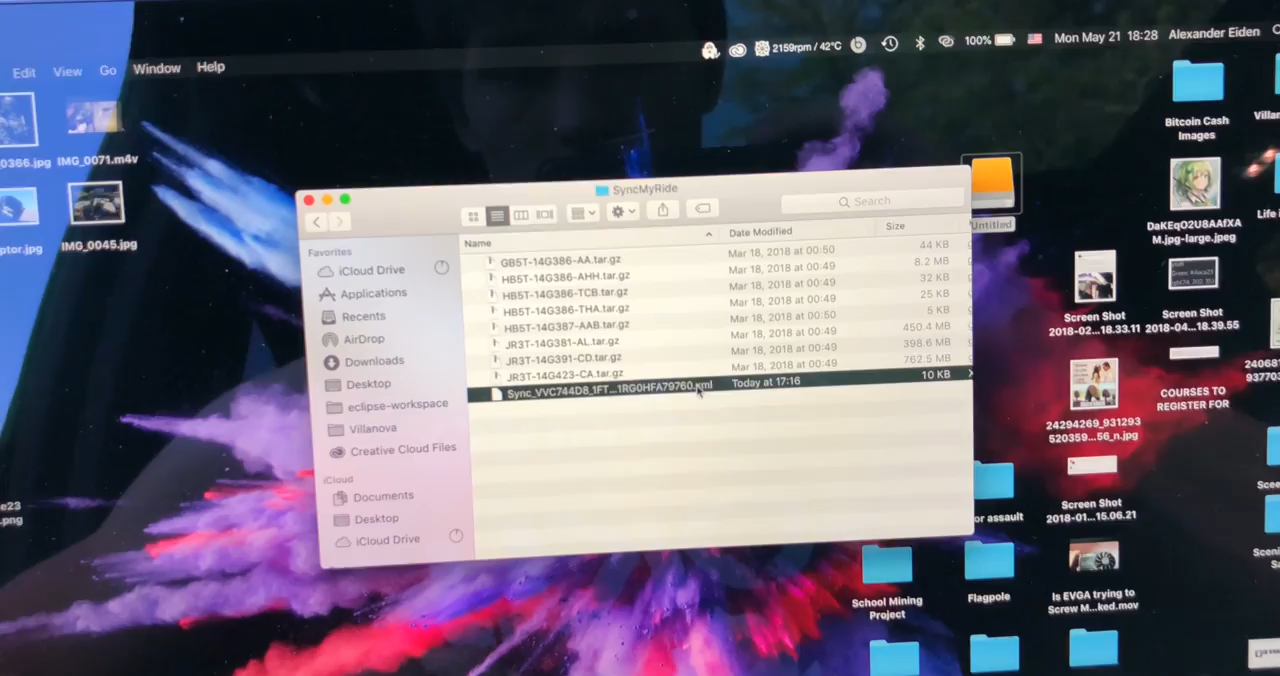 Edit View Go Window Help
2159rpm / 42°C 100% Mon May 21 18:28 Alexander Eiden
0366.jpg
IMG_0071.m4v
ptor.jpg
IMG_0045.jpg
e23
.png
SyncMyRide
Search
Favorites
iCloud Drive
Applications
Recents
AirDrop
Downloads
Desktop
eclipse-workspace
Villanova
Creative Cloud Files
iCloud
Documents
Desktop
iCloud Drive
Name Date Modified Size
GB5T-14G386-AA.tar.gz Mar 18, 2018 at 00:50 44 KB
HB5T-14G386-AHH.tar.gz Mar 18, 2018 at 00:49 8.2 MB
HB5T-14G386-TCB.tar.gz Mar 18, 2018 at 00:49 32 KB
HB5T-14G386-THA.tar.gz Mar 18, 2018 at 00:49 25 KB
HB5T-14G387-AAB.tar.gz Mar 18, 2018 at 00:50 5 KB
JR3T-14G381-AL.tar.gz Mar 18, 2018 at 00:49 450.4 MB
JR3T-14G391-CD.tar.gz Mar 18, 2018 at 00:49 398.6 MB
JR3T-14G423-CA.tar.gz Mar 18, 2018 at 00:49 762.5 MB
Sync_VVC744D8_1FT...1RG0HFA79760.xml Today at 17:16 10 KB
Untitled
Bitcoin Cash
Images
Villa
DaKEqO2U8AAfXA
M.jpg-large.jpeg
Life
Screen Shot
2018-02...18.33.11
Screen Shot
2018-04...18.39.55
24294269_931293
520359...56_n.jpg
COURSES TO
REGISTER FOR
24068
93770
or assault
Screen Shot
2018-01...15.06.21
School Mining
Project
Flagpole
Is EVGA trying to
Screw M...ked.mov